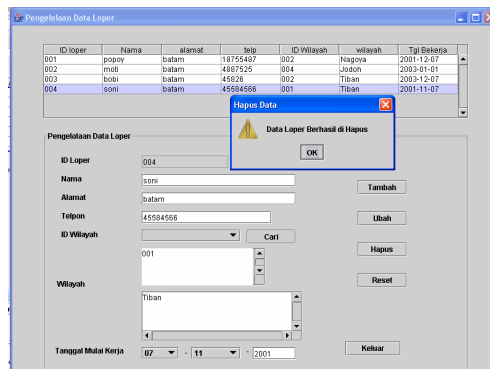 Pengelolaan Data Loper
ID loper Nama alamat telp ID Wilayah wilayah Tgl Bekerja
001 popoy batam 18755487 002 Nagoya 2001-12-07
002 moti batam 4887525 004 Jodoh 2003-01-01
003 bobi batam 45826 002 Tiban 2003-12-07
004 soni batam 45584566 001 Tiban 2001-11-07
Hapus Data
Data Loper Berhasil di Hapus
OK
Pengelolaan Data Loper
ID Loper 004
Nama soni
Tambah
Alamat batam
Telpon 45584566
Ubah
ID Wilayah Cari
001
Hapus
Wilayah
Reset
Tiban
Tanggal Mulai Kerja 07 - 11 - 2001
Keluar